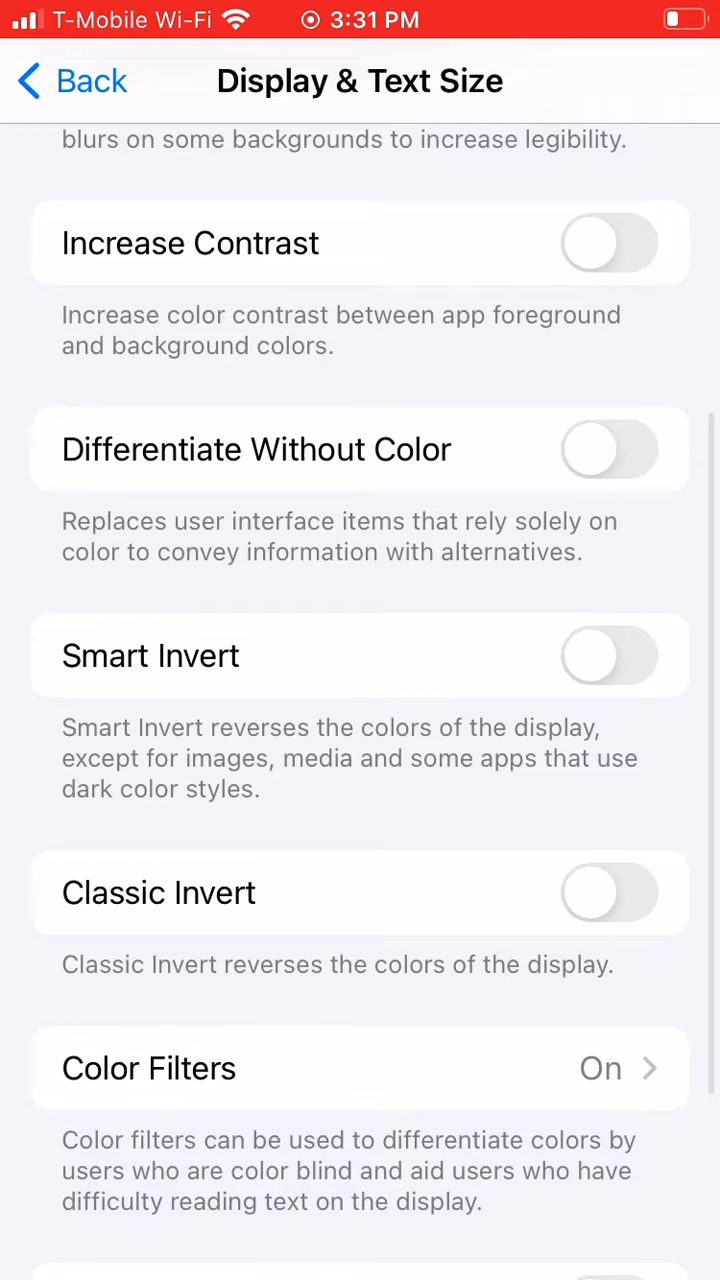 T-Mobile Wi-Fi 3:31 PM
Back Display & Text Size
blurs on some backgrounds to increase legibility.
Increase Contrast
Increase color contrast between app foreground
and background colors.
Differentiate Without Color
Replaces user interface items that rely solely on
color to convey information with alternatives.
Smart Invert
Smart Invert reverses the colors of the display,
except for images, media and some apps that use
dark color styles.
Classic Invert
Classic Invert reverses the colors of the display.
Color Filters On
Color filters can be used to differentiate colors by
users who are color blind and aid users who have
difficulty reading text on the display.